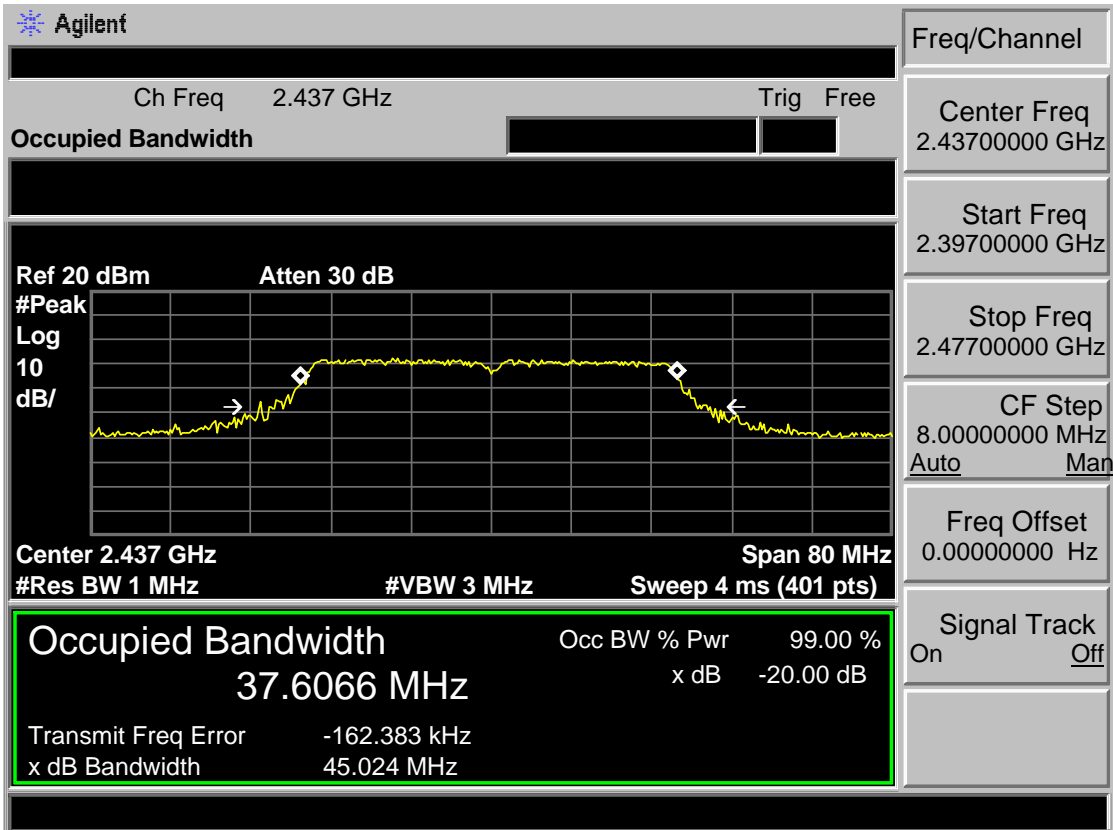 Agilent
Freq/Channel
Ch Freq 2.437 GHz Trig Free
Occupied Bandwidth
Center Freq
2.43700000 GHz
Start Freq
2.39700000 GHz
Stop Freq
2.47700000 GHz
CF Step
8.00000000 MHz
Auto Man
Freq Offset
0.00000000 Hz
Signal Track
On Off
Ref 20 dBm Atten 30 dB
#Peak
Log
10
dB/
Center 2.437 GHz Span 80 MHz
#Res BW 1 MHz #VBW 3 MHz Sweep 4 ms (401 pts)
Occupied Bandwidth
37.6066 MHz
Occ BW % Pwr 99.00 %
x dB -20.00 dB
Transmit Freq Error -162.383 kHz
x dB Bandwidth 45.024 MHz